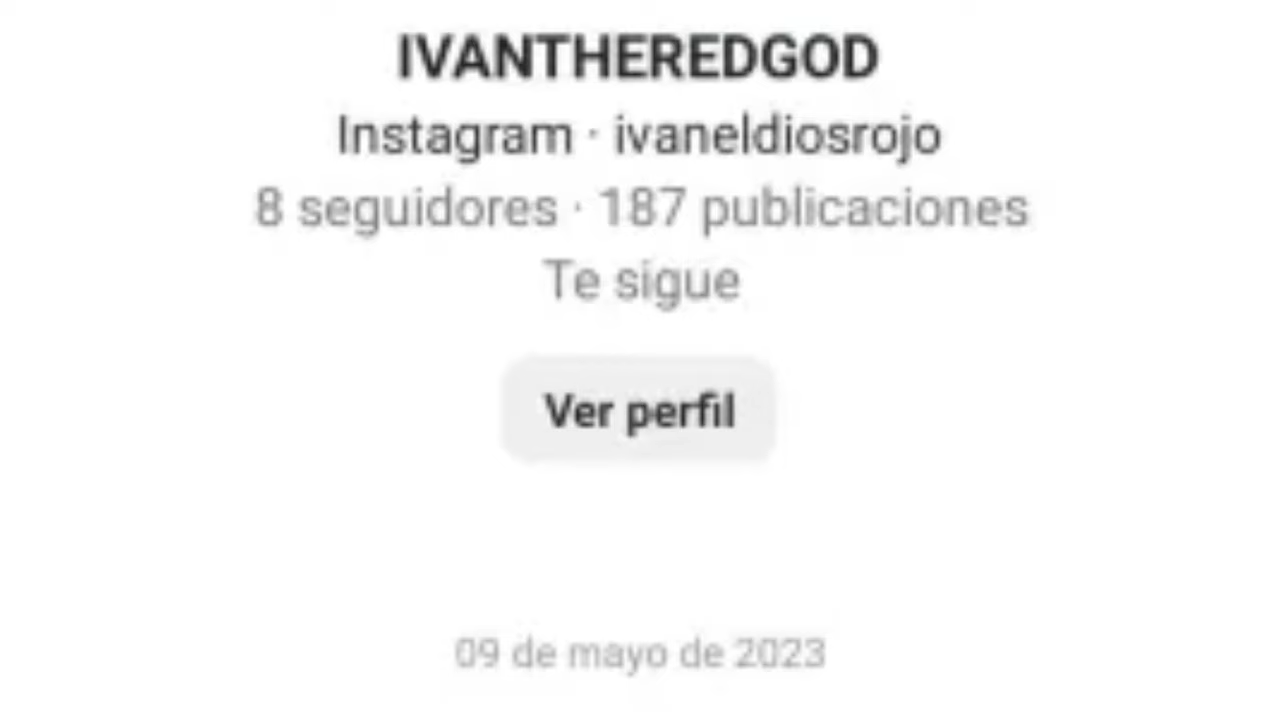 IVANTHEREDGOD
Instagram · ivaneldiosrojo
8 seguidores · 187 publicaciones
Te sigue
Ver perfil
09 de mayo de 2023